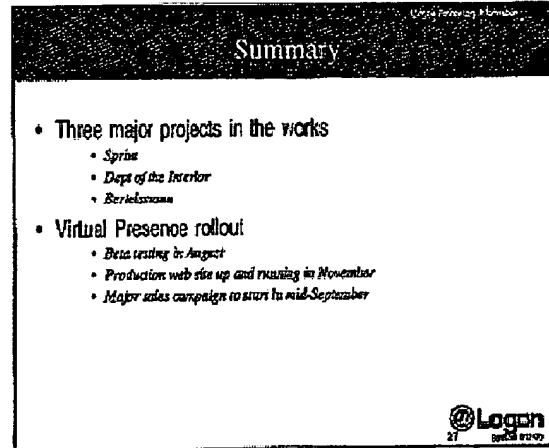 Summary
• Three major projects in the works
• Sprint
• Dept of the Interior
• Bertelsmann
• Virtual Presence rollout
• Beta testing in August
• Production web site up and running in November
• Major sales campaign to start in mid-September
@Logon
27